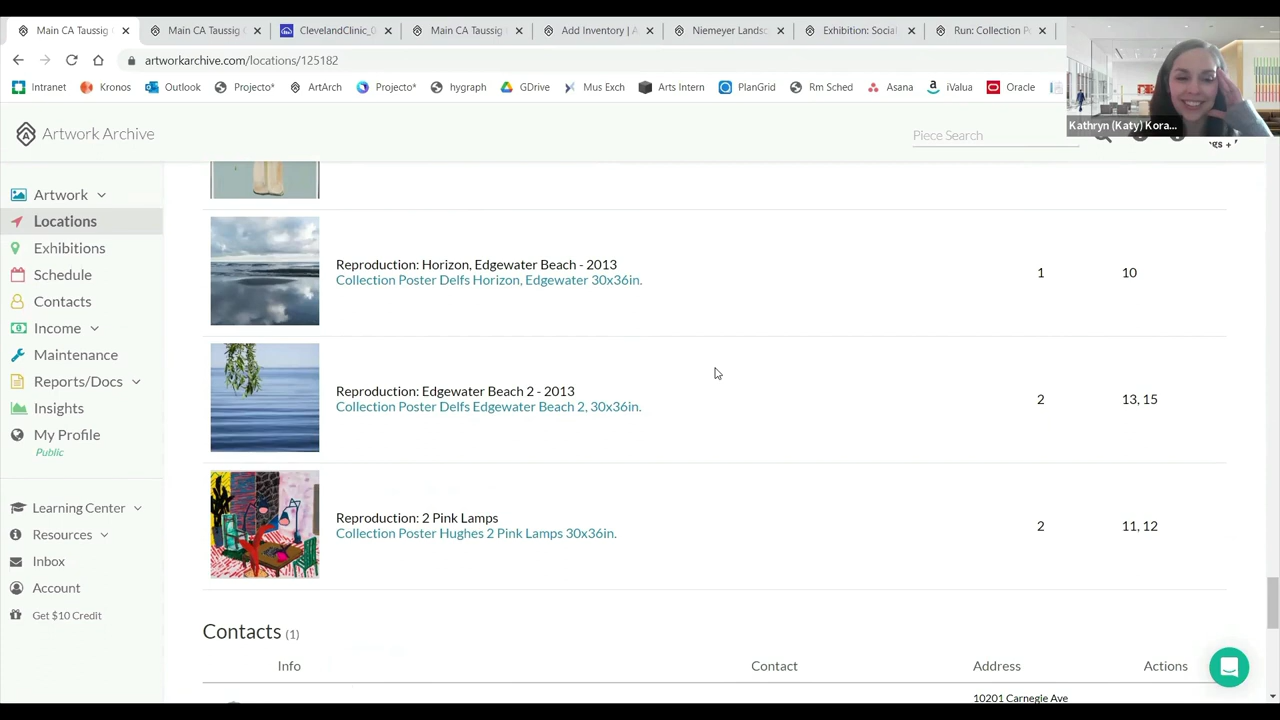 Main CA Taussig
Main CA Taussig
ClevelandClinic_0
Main CA Taussig
Add Inventory | A
Niemeyer Landsc
Exhibition: Social
Run: Collection P
artworkarchive.com/locations/125182
Intranet
Kronos
Outlook
Projecto*
ArtArch
Projecto*
hygraph
GDrive
Mus Exch
Arts Intern
PlanGrid
Rm Sched
Asana
iValua
Oracle
Kathryn (Katy) Kora...
Artwork Archive
Piece Search
Artwork
Locations
Exhibitions
Schedule
Contacts
Income
Maintenance
Reports/Docs
Insights
My Profile
Public
Learning Center
Resources
Inbox
Account
Get $10 Credit
Reproduction: Horizon, Edgewater Beach - 2013
Collection Poster Delfs Horizon, Edgewater 30x36in.
1 10
Reproduction: Edgewater Beach 2 - 2013
Collection Poster Delfs Edgewater Beach 2, 30x36in.
2 13, 15
Reproduction: 2 Pink Lamps
Collection Poster Hughes 2 Pink Lamps 30x36in.
2 11, 12
Contacts (1)
Info Contact Address Actions
10201 Carnegie Ave